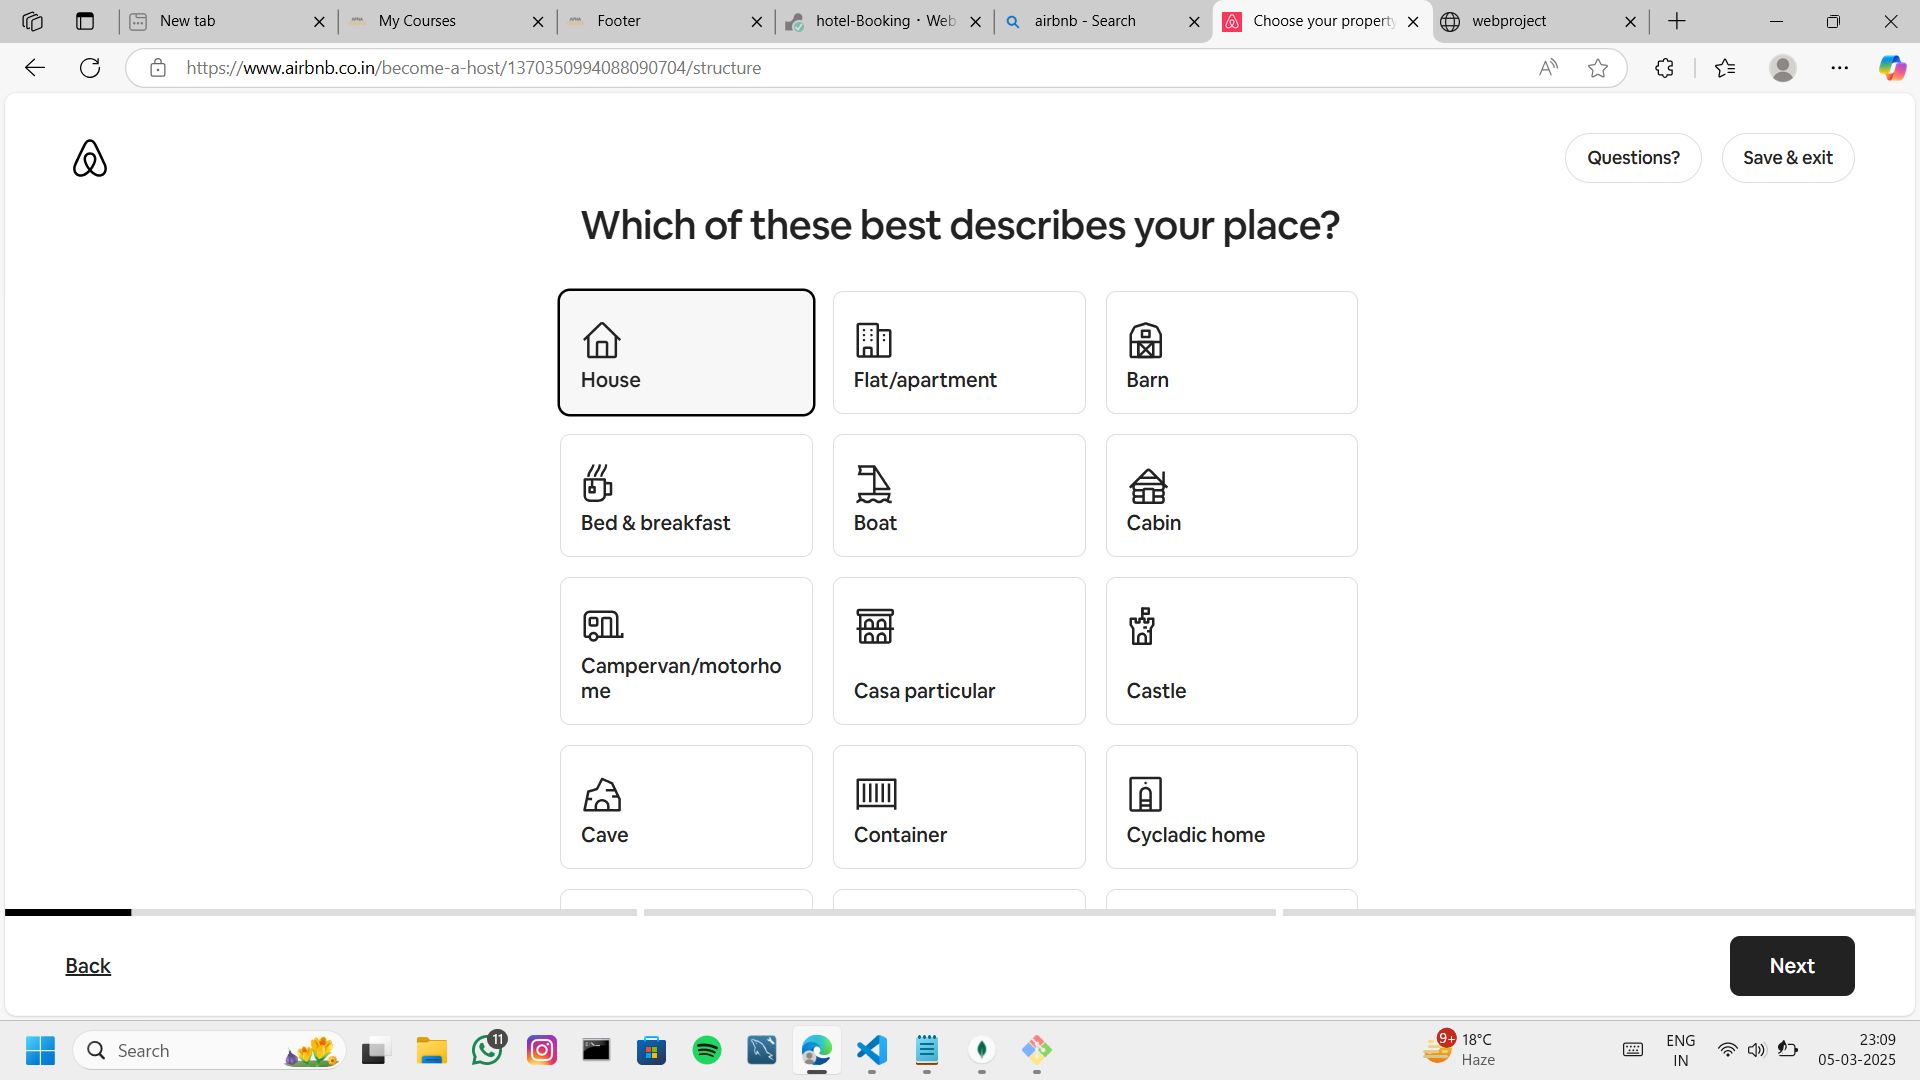 New tab
My Courses
Footer
hotel-Booking • Web
airbnb - Search
Choose your property
webproject
https://www.airbnb.co.in/become-a-host/1370350994088090704/structure
Questions?
Save & exit
Which of these best describes your place?
House
Flat/apartment
Barn
Bed & breakfast
Boat
Cabin
Campervan/motorho
me
Casa particular
Castle
Cave
Container
Cycladic home
Back
Next
Search
11
9+
18°C
Haze
ENG
IN
23:09
05-03-2025